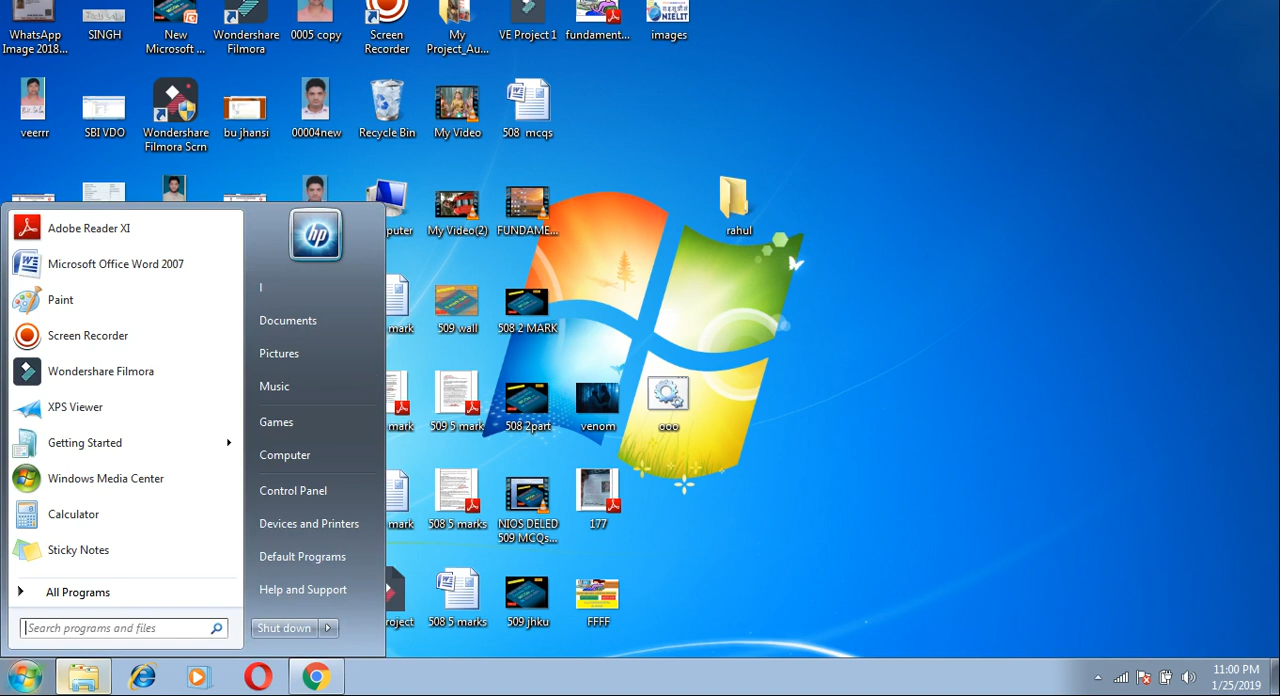 WhatsApp
Image 2018...
SINGH
New
Microsoft ...
Wondershare
Filmora
0005 copy
Screen
Recorder
My
Project_Au...
VE Project 1
fundament...
images
veerrr
SBI VDO
Wondershare
Filmora Scrn
bu jhansi
00004new
Recycle Bin
My Video
508 mcqs
puter
My Video(2)
FUNDAME...
rahul
mark
509 wall
508 2 MARK
mark
509 5 mark
508 2part
venom
ooo
mark
508 5 marks
NIOS DELED
509 MCQs...
177
roject
508 5 marks
509 jhku
FFFF
Adobe Reader XI
Microsoft Office Word 2007
Paint
Screen Recorder
Wondershare Filmora
XPS Viewer
Getting Started
Windows Media Center
Calculator
Sticky Notes
All Programs
Search programs and files
hp
I
Documents
Pictures
Music
Games
Computer
Control Panel
Devices and Printers
Default Programs
Help and Support
Shut down
11:00 PM
1/25/2019